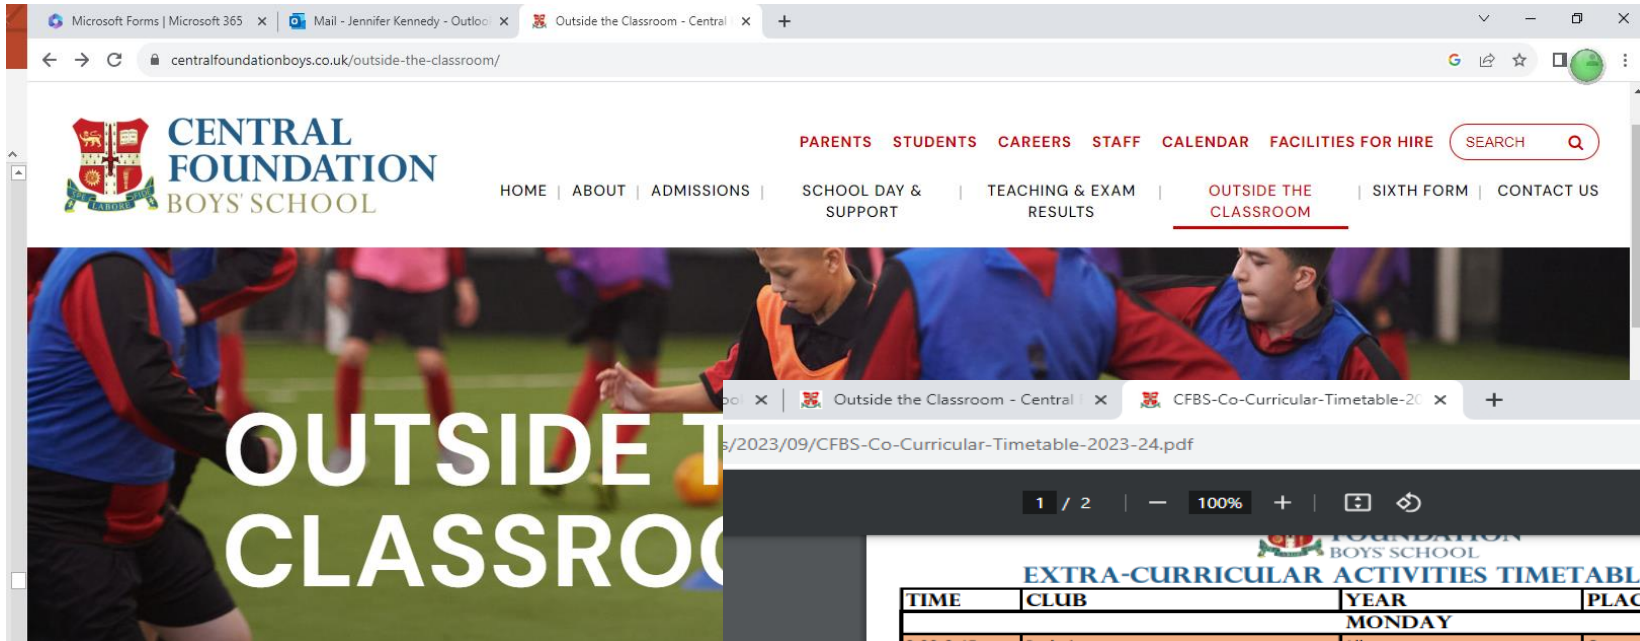 Microsoft Forms | Microsoft 365
Mail - Jennifer Kennedy - Outloo
Outside the Classroom - Central
centralfoundationboys.co.uk/outside-the-classroom/
CENTRAL
FOUNDATION
BOYS' SCHOOL
LABORE
PARENTS STUDENTS CAREERS STAFF CALENDAR FACILITIES FOR HIRE SEARCH
HOME | ABOUT | ADMISSIONS | SCHOOL DAY & SUPPORT | TEACHING & EXAM RESULTS | OUTSIDE THE CLASSROOM | SIXTH FORM | CONTACT US
OUTSIDE T
CLASSRO
Outside the Classroom - Central
CFBS-Co-Curricular-Timetable-20
s/2023/09/CFBS-Co-Curricular-Timetable-2023-24.pdf
1 / 2 | — 100% + |
FOUNDATION
BOYS' SCHOOL
EXTRA-CURRICULAR ACTIVITIES TIMETABL
TIME CLUB YEAR PLAC
MONDAY